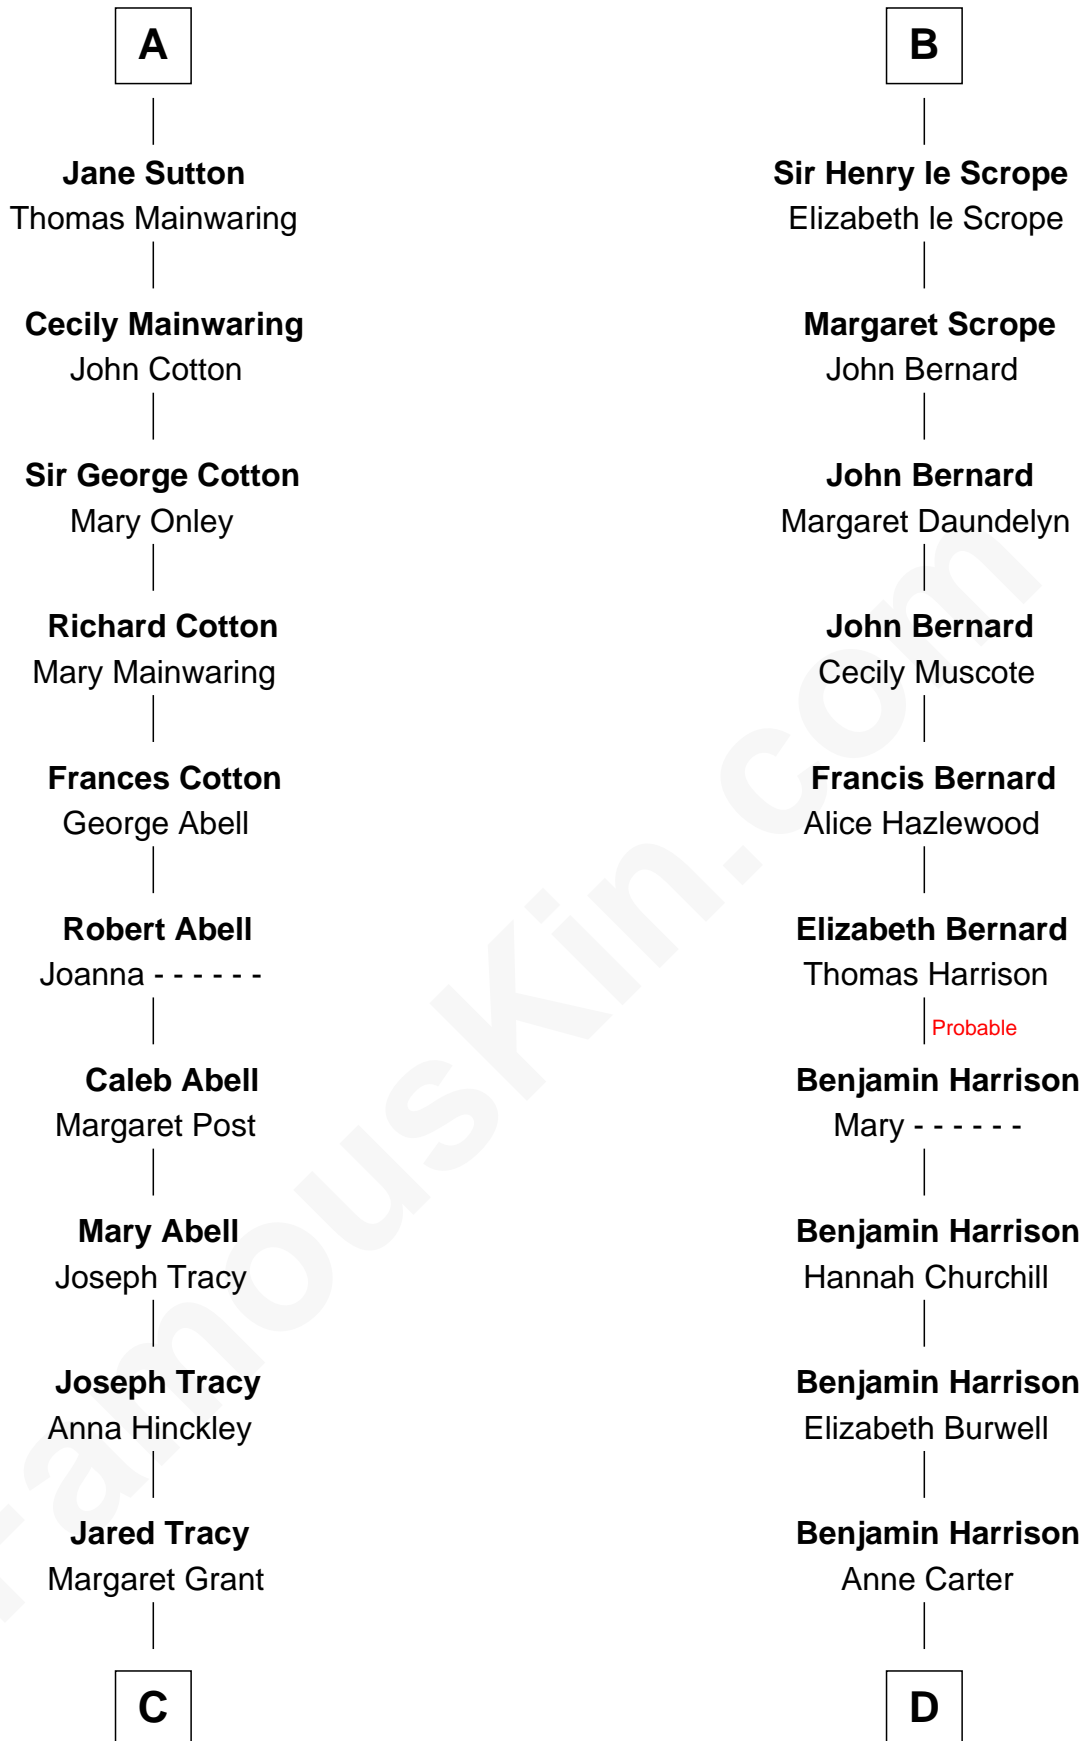 A
Jane Sutton
Thomas Mainwaring
Cecily Mainwaring
John Cotton
Sir George Cotton
Mary Onley
Richard Cotton
Mary Mainwaring
Frances Cotton
George Abell
Robert Abell
Joanna - - - - - -
Caleb Abell
Margaret Post
Mary Abell
Joseph Tracy
Joseph Tracy
Anna Hinckley
Jared Tracy
Margaret Grant
C
B
Sir Henry le Scrope
Elizabeth le Scrope
Margaret Scrope
John Bernard
John Bernard
Margaret Daundelyn
John Bernard
Cecily Muscote
Francis Bernard
Alice Hazlewood
Elizabeth Bernard
Thomas Harrison
Probable
Benjamin Harrison
Mary - - - - - -
Benjamin Harrison
Hannah Churchill
Benjamin Harrison
Elizabeth Burwell
Benjamin Harrison
Anne Carter
D
FamousKin.com